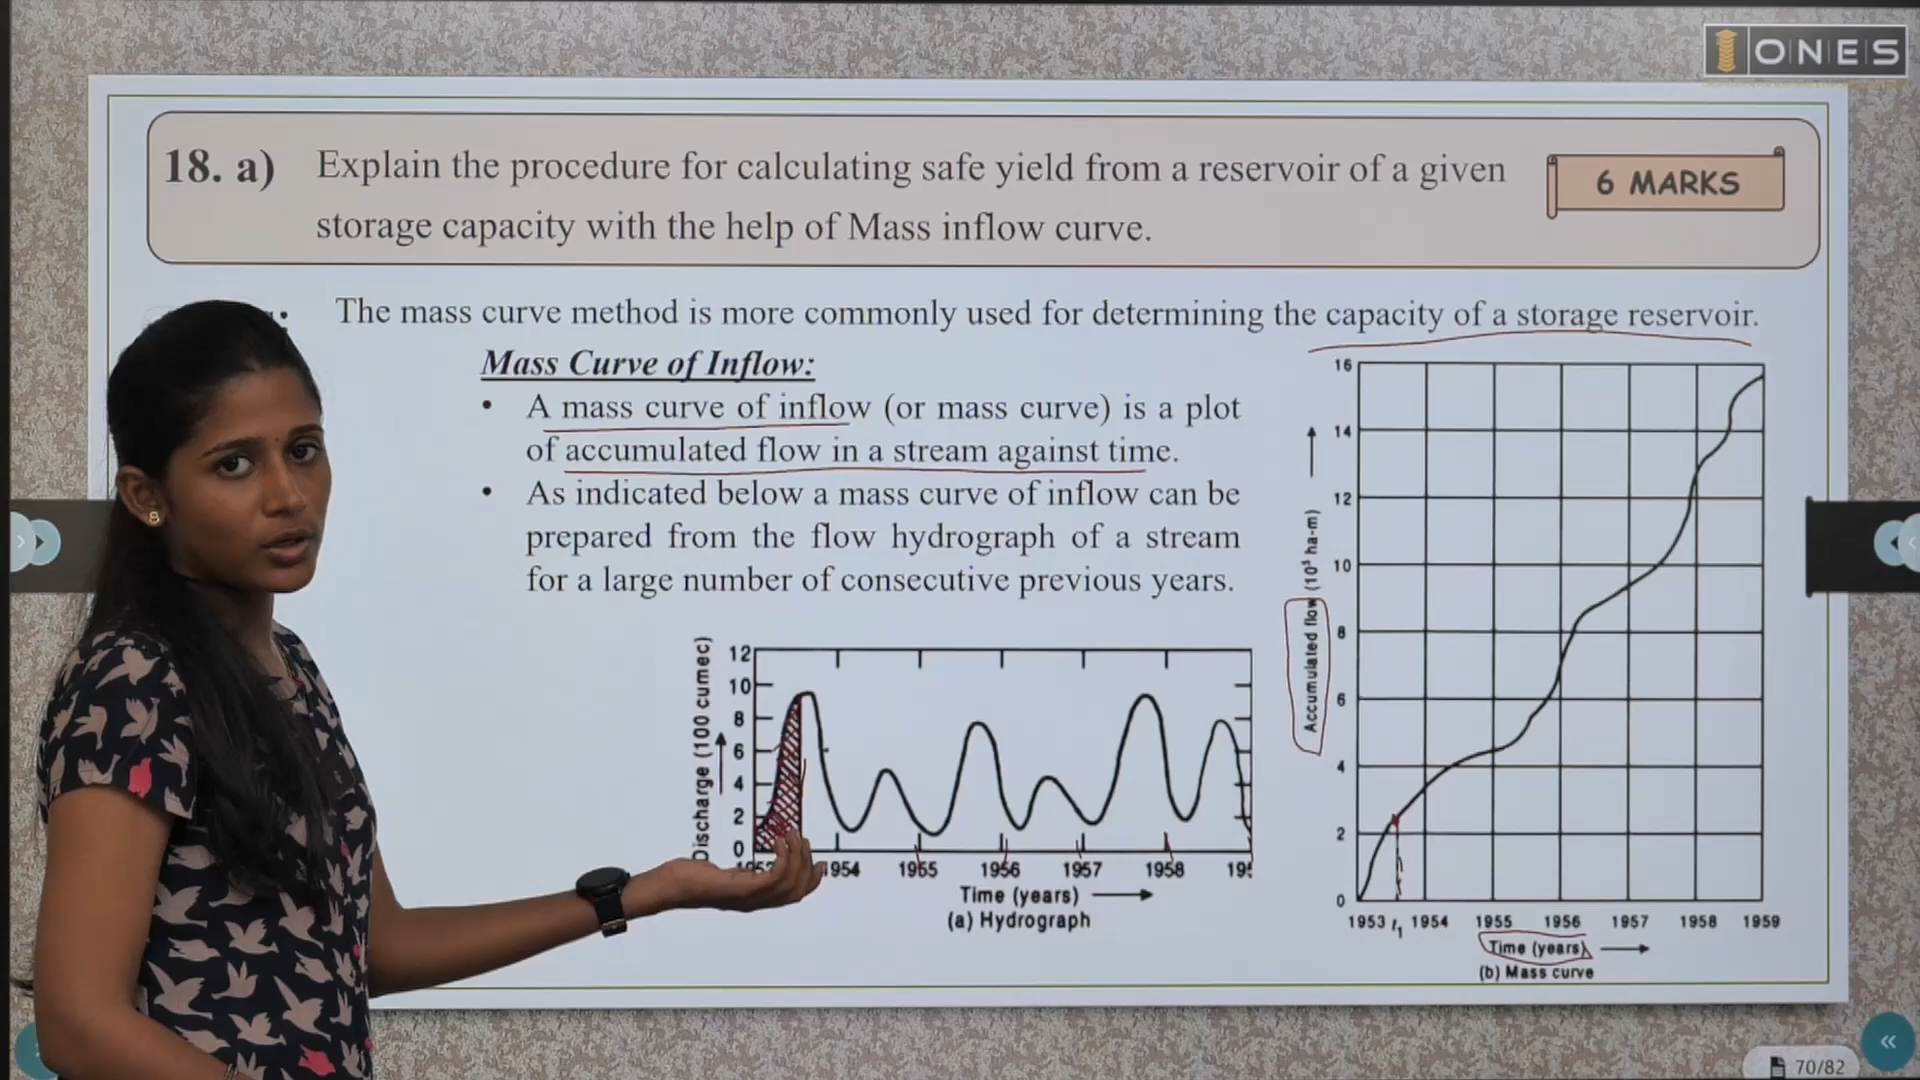 ONES
18. a) Explain the procedure for calculating safe yield from a reservoir of a given
storage capacity with the help of Mass inflow curve.
6 MARKS
The mass curve method is more commonly used for determining the capacity of a storage reservoir.
Mass Curve of Inflow:
• A mass curve of inflow (or mass curve) is a plot
of accumulated flow in a stream against time.
• As indicated below a mass curve of inflow can be
prepared from the flow hydrograph of a stream
for a large number of consecutive previous years.
Discharge (100 cumec)
12
10
8
6
4
2
0
1954 1955 1956 1957 1958
Time (years)
(a) Hydrograph
Accumulated flow (10³ ha-m)
16
14
12
10
8
6
4
2
0
1953 t₁ 1954 1955 1956 1957 1958 1959
Time (years)
(b) Mass curve
70/82